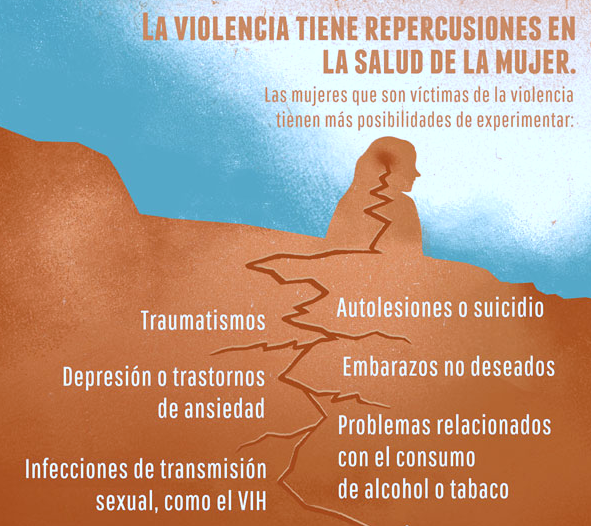 LA VIOLENCIA TIENE REPERCUSIONES EN
LA SALUD DE LA MUJER.
Las mujeres que son víctimas de la violencia
tienen más posibilidades de experimentar:
Traumatismos
Autolesiones o suicidio
Depresión o trastornos
de ansiedad
Embarazos no deseados
Infecciones de transmisión
sexual, como el VIH
Problemas relacionados
con el consumo
de alcohol o tabaco